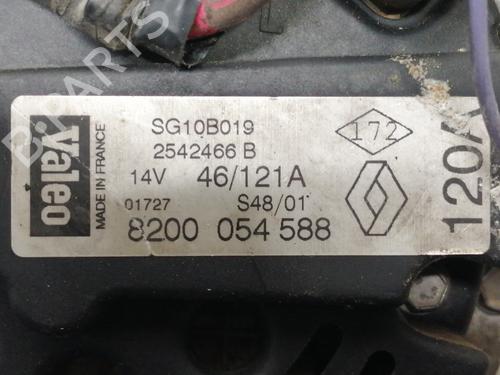 Valeo
MADE IN FRANCE
SG10B019
2542466 B
14V 46/121A
01727 S48/01
8200 054 588
172
120A
B-PARTS